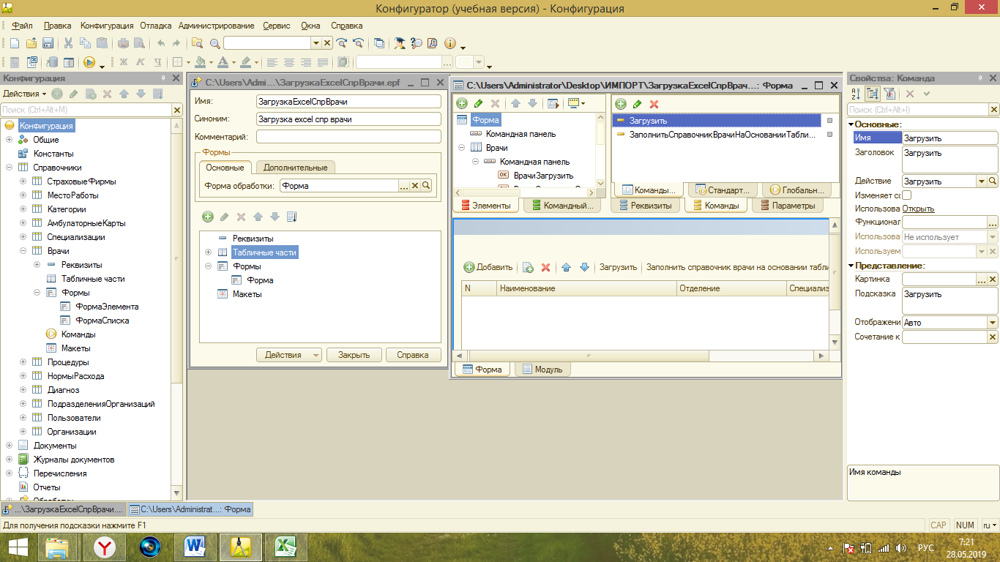 Конфигуратор (учебная версия) - Конфигурация
Файл Правка Конфигурация Отладка Администрирование Сервис Окна Справка
Ж К Ч
Конфигурация
Действия
Поиск (Ctrl+Alt+M)
Конфигурация
Общие
Константы
Справочники
СтраховыеФирмы
МестоРаботы
Категории
АмбулаторныеКарты
Специализации
Врачи
Реквизиты
Табличные части
Формы
ФормаЭлемента
ФормаСписка
Команды
Макеты
Процедуры
НормыРасхода
Диагноз
ПодразделенияОрганизаций
Пользователи
Организации
Документы
Журналы документов
Перечисления
Отчеты
C:\Users\Admi... \ЗагрузкаExcelСпрВрачи.epf
Имя: ЗагрузкаExcelСпрВрачи
Синоним: Загрузка excel спр врачи
Комментарий:
Формы
Основные Дополнительные
Форма обработки: Форма
Реквизиты
Табличные части
Формы
Форма
Макеты
Действия Закрыть Справка
C:\Users\Administrator\Desktop\ИМПОРТ\ЗагрузкаExcelСпрВрач...: Форма
Форма
Командная панель
Врачи
Командная панель
OK ВрачиЗагрузить
Элементы Командный...
Загрузить
ЗаполнитьСправочникВрачиНаОснованииТабли...
Команды... Стандарт... Глобальн...
Реквизиты Команды Параметры
Добавить Загрузить Заполнить справочник врачи на основании табли
N Наименование Отделение Специализ
Форма Модуль
Свойства: Команда
Поиск (Ctrl+Alt+I)
Основные:
Имя Загрузить
Заголовок Загрузить
Действие Загрузить
Изменяет сс
Использова Открыть
Функционал
Использова Не использует
Используем
Представление:
Картинка
Подсказка Загрузить
Отображени Авто
Сочетание к
Имя команды
...\ЗагрузкаExcelСпрВрачи.... C:\Users\Administrat...: Форма
Для получения подсказки нажмите F1
CAP NUM ru
РУС
7:21
28.05.2019